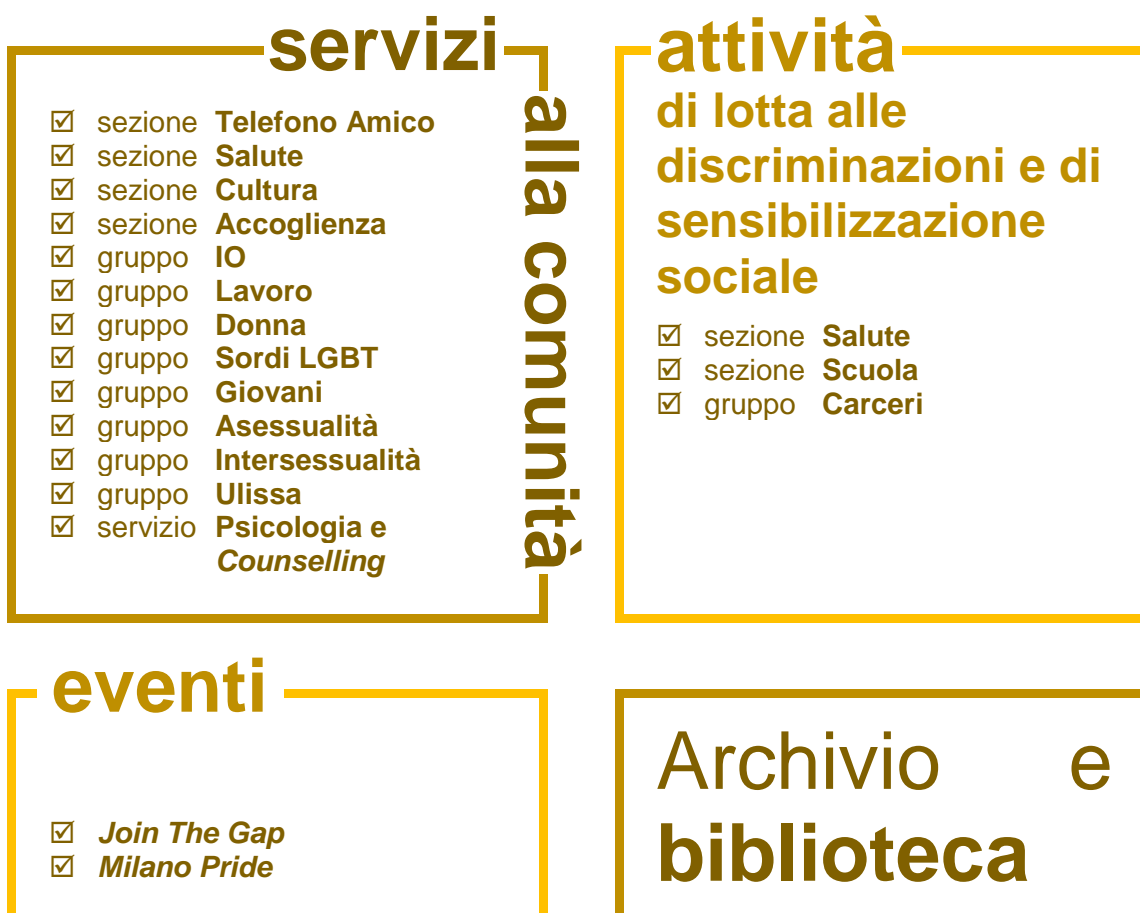 servizi
alla comunità
☑ sezione Telefono Amico
☑ sezione Salute
☑ sezione Cultura
☑ sezione Accoglienza
☑ gruppo IO
☑ gruppo Lavoro
☑ gruppo Donna
☑ gruppo Sordi LGBT
☑ gruppo Giovani
☑ gruppo Asessualità
☑ gruppo Intersessualità
☑ gruppo Ulissa
☑ servizio Psicologia e
Counselling
attività
di lotta alle
discriminazioni e di
sensibilizzazione
sociale
☑ sezione Salute
☑ sezione Scuola
☑ gruppo Carceri
eventi
☑ Join The Gap
☑ Milano Pride
Archivio e
biblioteca